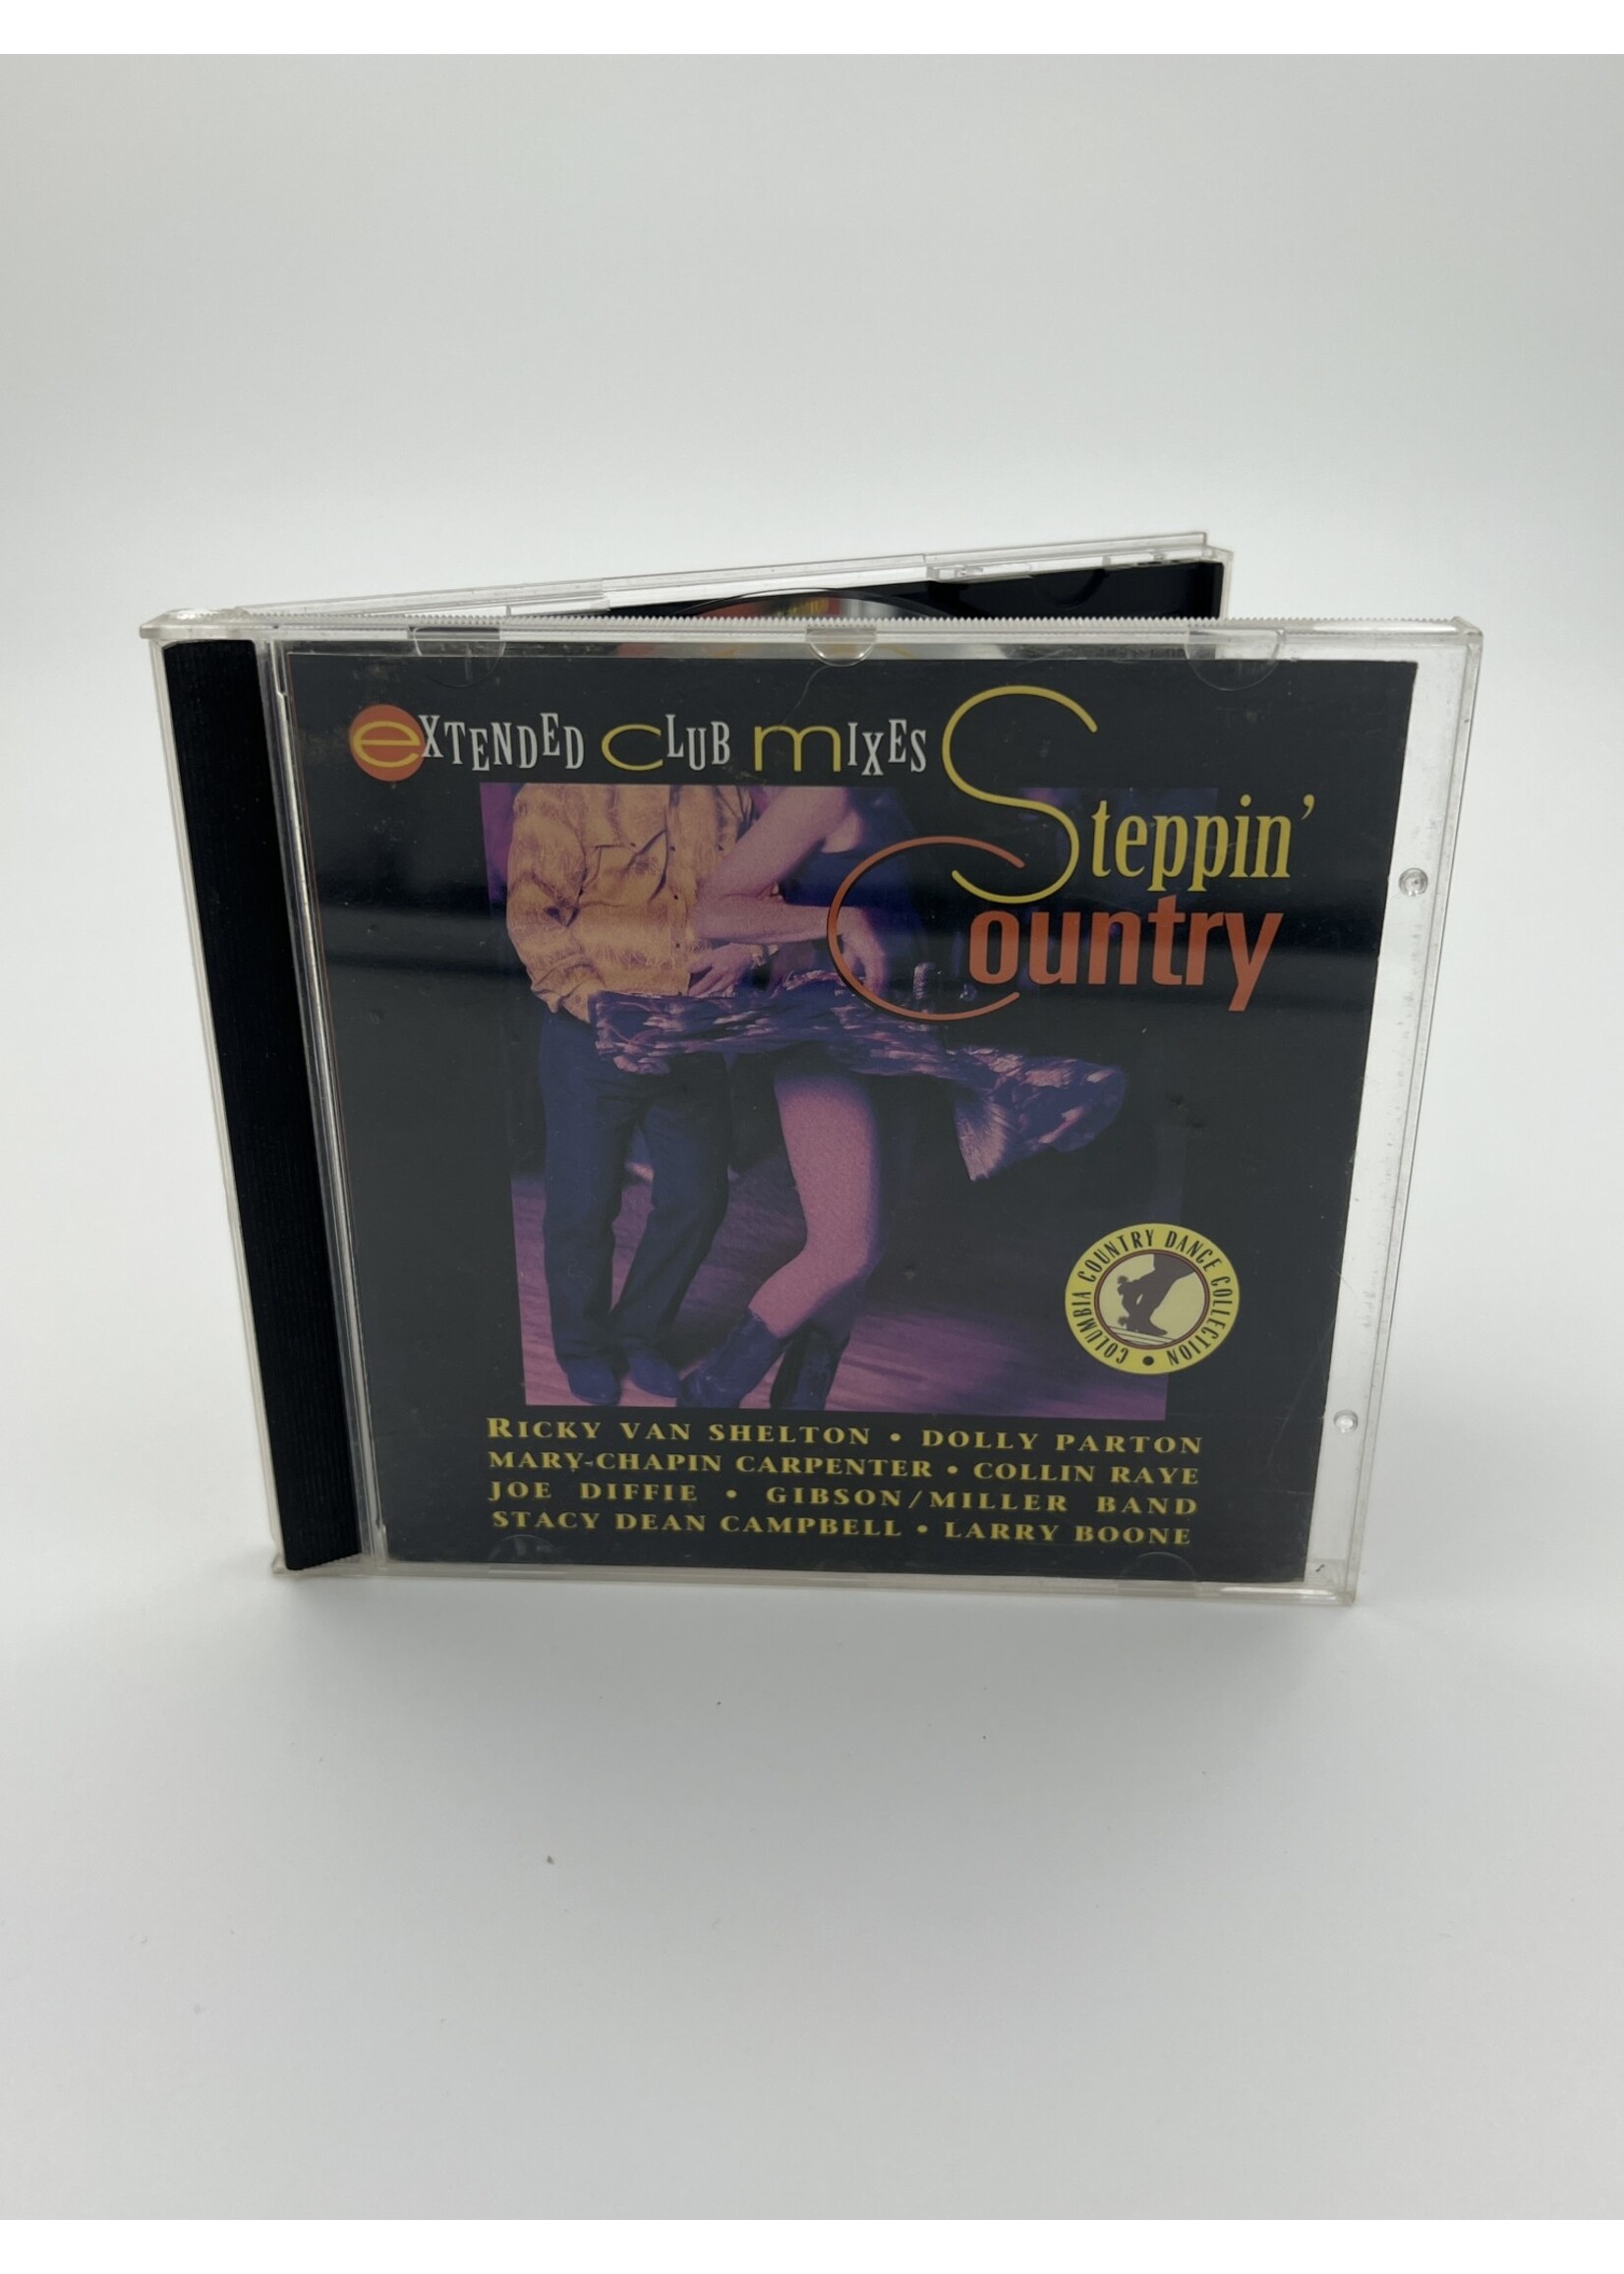 eXTENDED CLUB mIXES
Steppin'
Country
COLUMBIA COUNTRY DANCE COLLECTION •
RICKY VAN SHELTON • DOLLY PARTON
MARY-CHAPIN CARPENTER • COLLIN RAYE
JOE DIFFIE • GIBSON/MILLER BAND
STACY DEAN CAMPBELL • LARRY BOONE